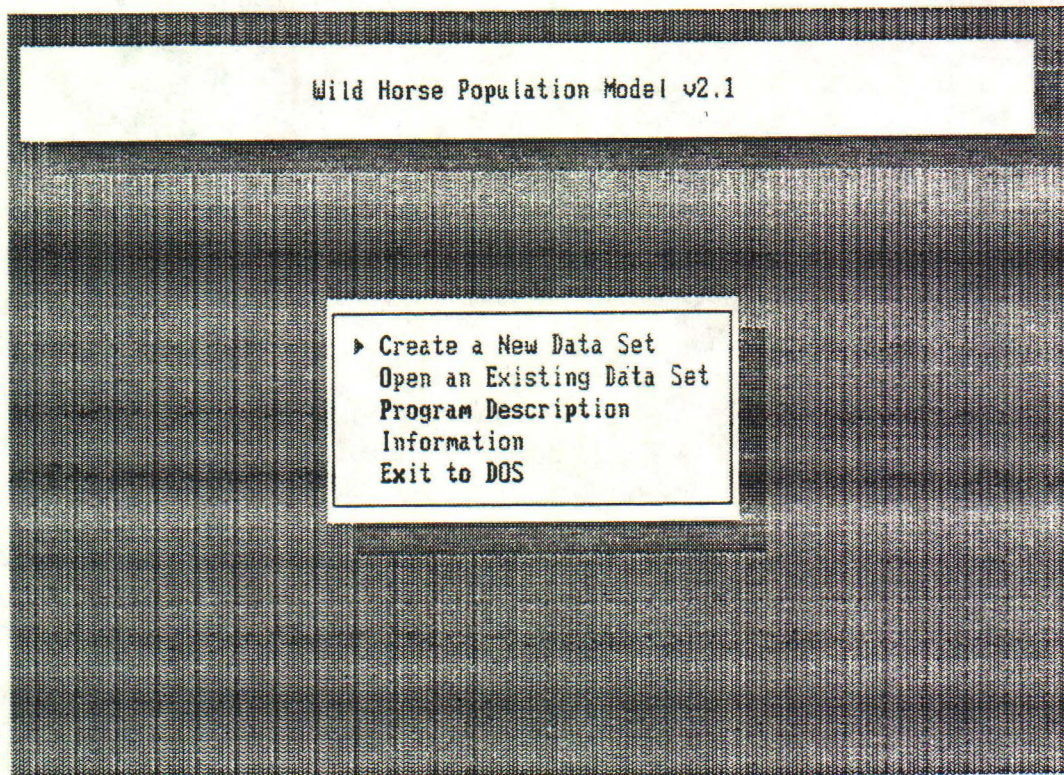 Wild Horse Population Model v2.1
Create a New Data Set
Open an Existing Data Set
Program Description
Information
Exit to DOS